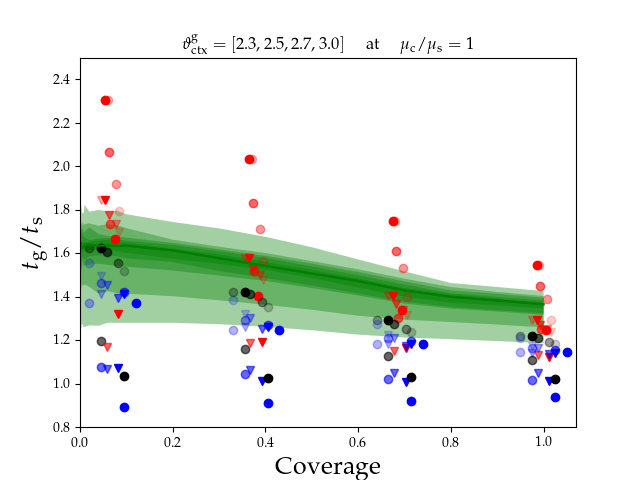 ϑ_ctx^g = [2.3, 2.5, 2.7, 3.0] at μ_c/μ_s = 1
t_g/t_s
2.4
2.2
2.0
1.8
1.6
1.4
1.2
1.0
0.8
0.0 0.2 0.4 0.6 0.8 1.0
Coverage